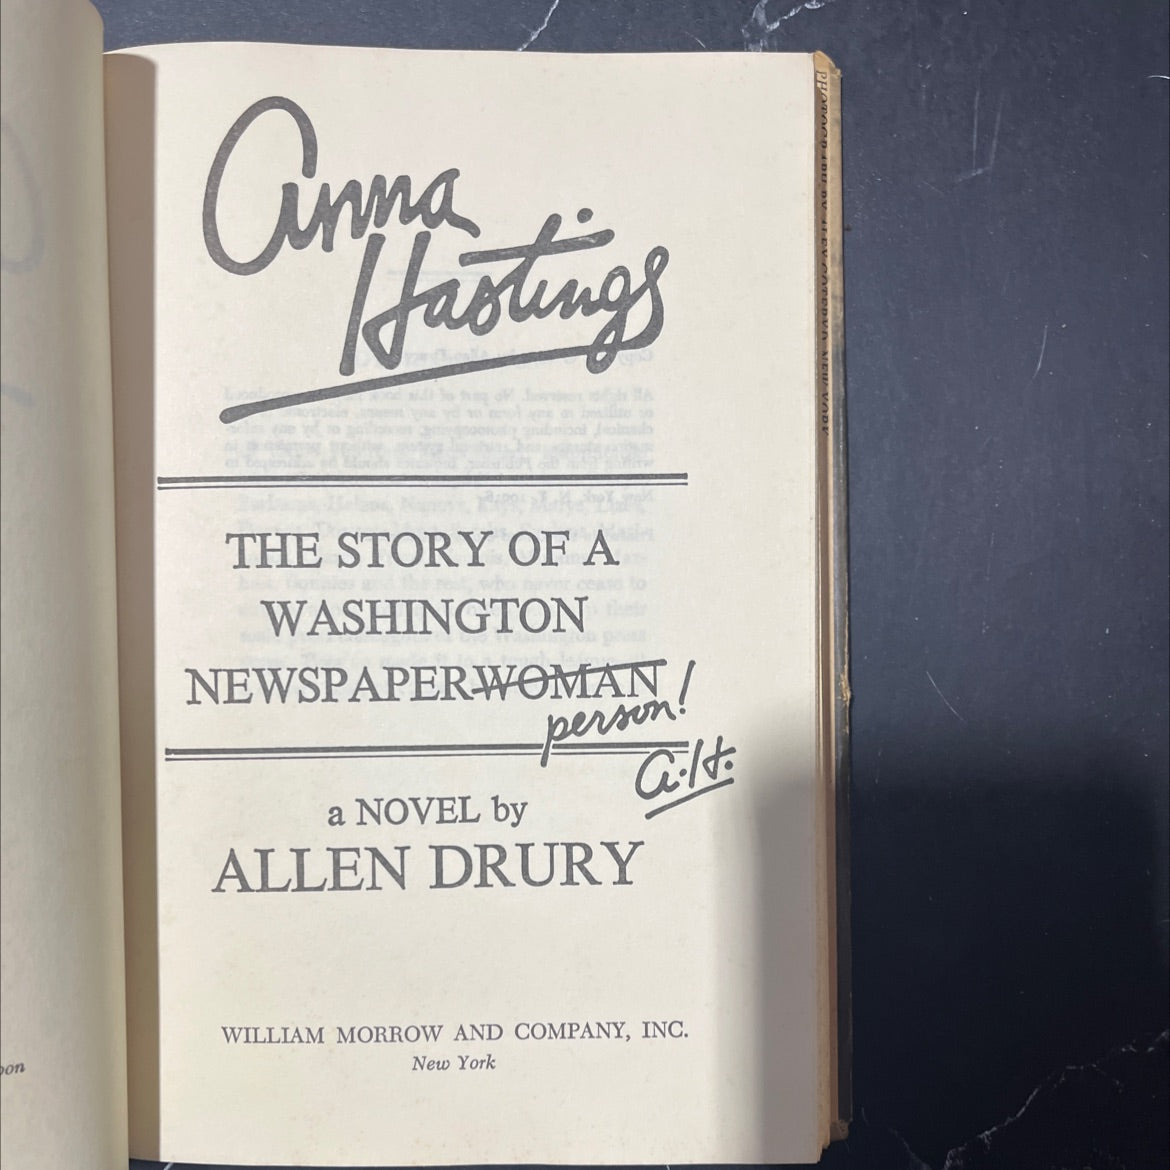 Anna
Hastings
THE STORY OF A
WASHINGTON
NEWSPAPERWOMAN
person!
a.H.
a NOVEL by
ALLEN DRURY
WILLIAM MORROW AND COMPANY, INC.
New York